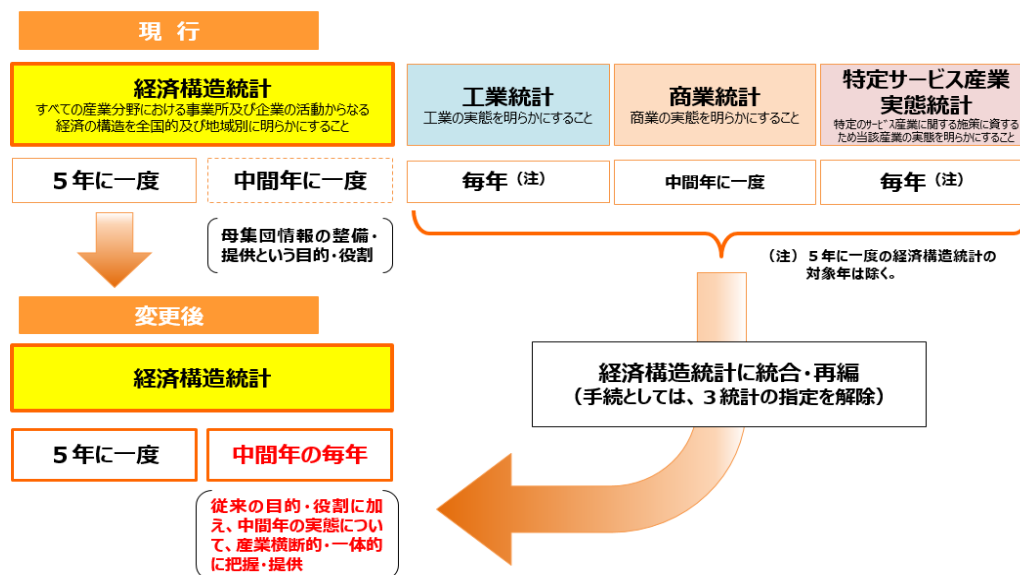 現 行
経済構造統計
すべての産業分野における事業所及び企業の活動からなる
経済の構造を全国的及び地域別に明らかにすること
工業統計
工業の実態を明らかにすること
商業統計
商業の実態を明らかにすること
特定サービス産業
実態統計
特定のサービス産業に関する施策に資する
ため当該産業の実態を明らかにすること
5年に一度
中間年に一度
毎年（注）
中間年に一度
毎年（注）
母集団情報の整備・
提供という目的・役割
（注）５年に一度の経済構造統計の
対象年は除く。
変更後
経済構造統計
経済構造統計に統合・再編
（手続としては、３統計の指定を解除）
5年に一度
中間年の毎年
従来の目的・役割に加
え、中間年の実態につい
て、産業横断的・一体的
に把握・提供